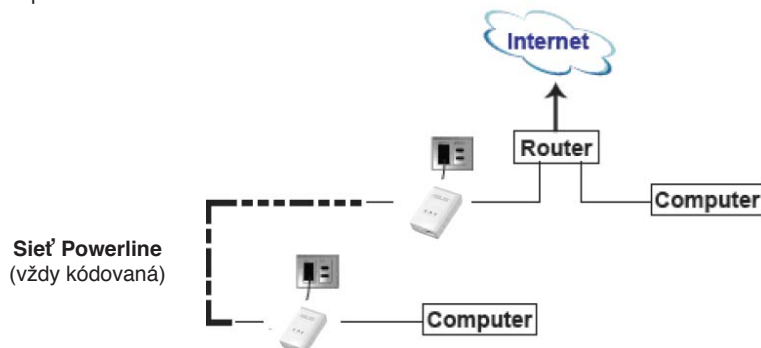 Internet
Router
Computer
Sieť Powerline
(vždy kódovaná)
Computer